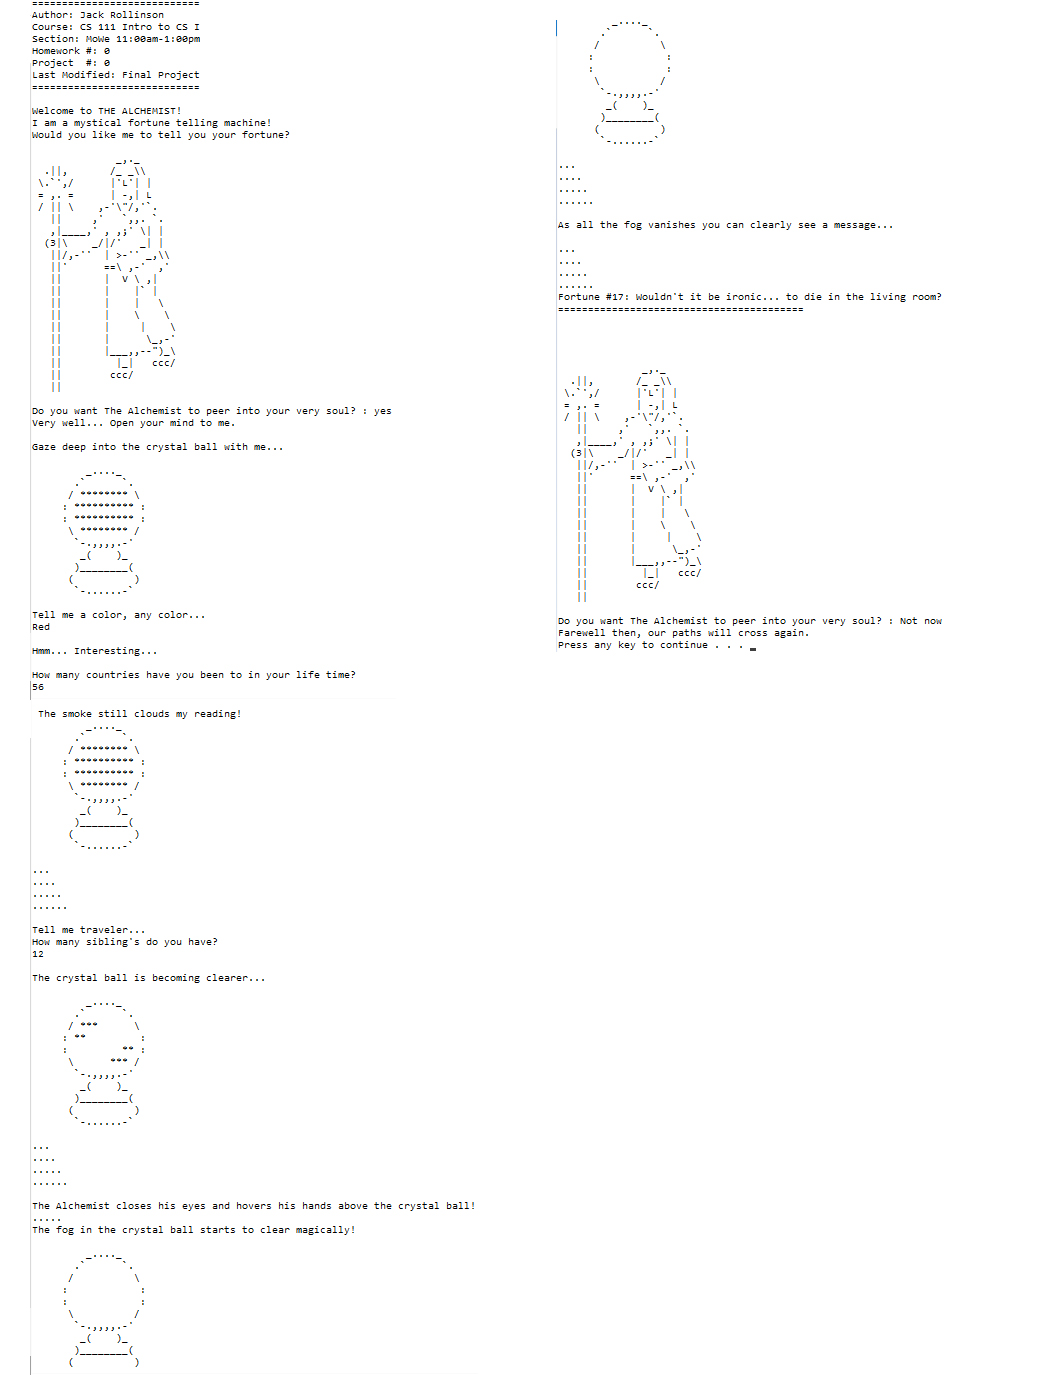 ============================
Author: Jack Rollinson
Course: CS 111 Intro to CS I
Section: MoWe 11:00am-1:00pm
Homework #: 0
Project  #: 0
Last Modified: Final Project
============================
Welcome to THE ALCHEMIST!
I am a mystical fortune telling machine!
Would you like me to tell you your fortune?
Do you want The Alchemist to peer into your very soul? : yes
Very well... Open your mind to me.
Gaze deep into the crystal ball with me...
Tell me a color, any color...
Red
Hmm... Interesting...
How many countries have you been to in your life time?
56
The smoke still clouds my reading!
...
....
.....
......
Tell me traveler...
How many sibling's do you have?
12
The crystal ball is becoming clearer...
...
....
.....
......
The Alchemist closes his eyes and hovers his hands above the crystal ball!
.....
The fog in the crystal ball starts to clear magically!
...
....
.....
......
As all the fog vanishes you can clearly see a message...
...
....
.....
......
Fortune #17: Wouldn't it be ironic... to die in the living room?
=========================================
Do you want The Alchemist to peer into your very soul? : Not now
Farewell then, our paths will cross again.
Press any key to continue . . .